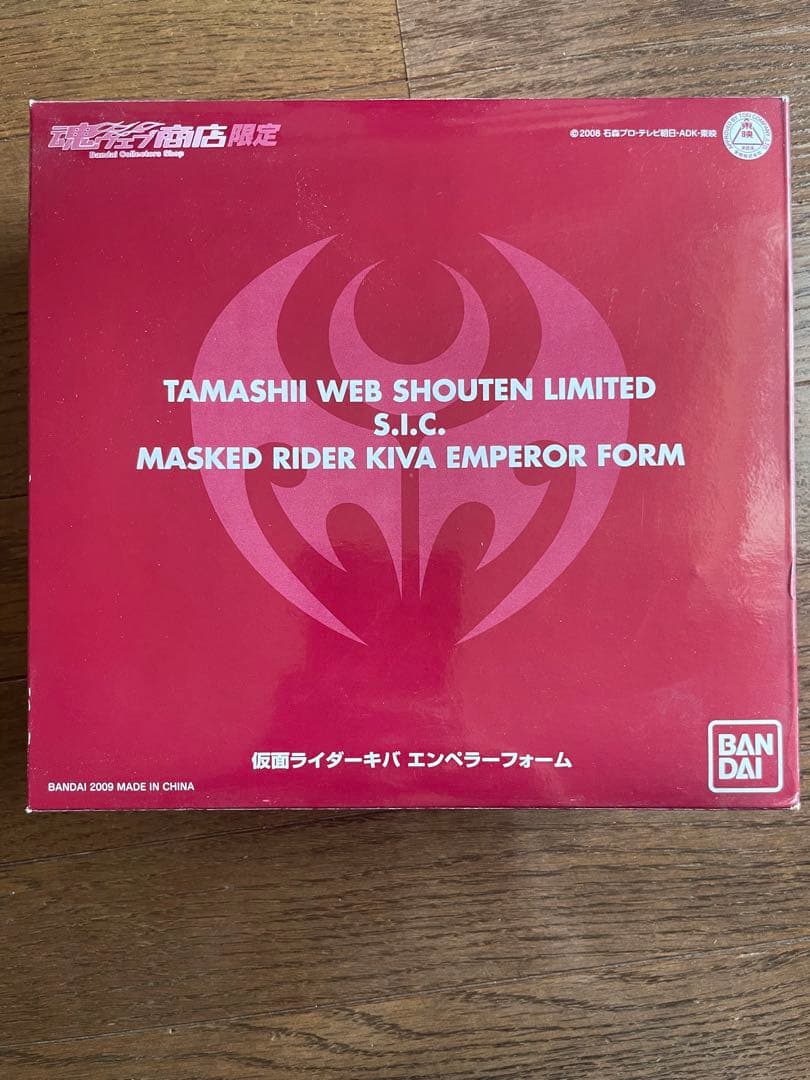 魂ウェブ商店限定
Bandai Collectors Shop
©2008 石森プロ・テレビ朝日・ADK・東映
東映
TAMASHII WEB SHOUTEN LIMITED
S.I.C.
MASKED RIDER KIVA EMPEROR FORM
仮面ライダーキバ エンペラーフォーム
BANDAI 2009 MADE IN CHINA
BAN
DAI